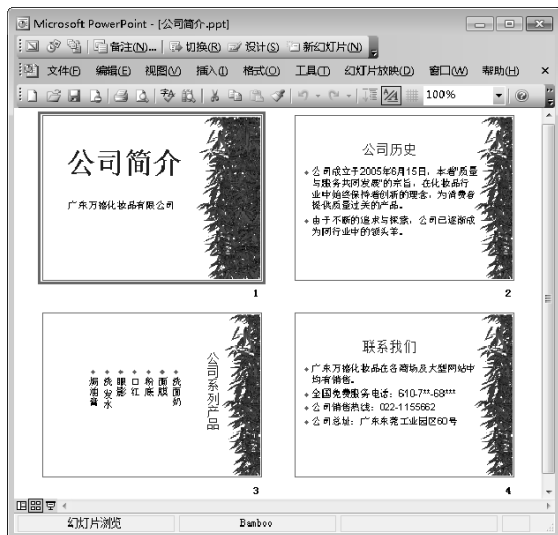 Microsoft PowerPoint - [公司简介.ppt]
备注(N)... 切换(R) 设计(S) 新幻灯片(N)
文件(F) 编辑(E) 视图(V) 插入(I) 格式(O) 工具(T) 幻灯片放映(D) 窗口(W) 帮助(H) ×
100%
公司简介
广东万德化妆品有限公司
1
公司历史
公司成立于2005年6月15日,本着"质量
与服务共同发展"的宗旨,在化妆品行
业中始终保持着创新的理念,为消费者
提供质量过关的产品。
由于不断的追求与探索,公司已逐渐成
为同行业中的领头羊。
2
公司系列产品
洗面奶
面膜
粉底
口红
眼影
洗发水
焗油膏
3
联系我们
广东万德化妆品在各商场及大型网站中
均有销售。
全国免费服务电话:610-7**-68***
公司销售热线:022-1155662
公司总址:广东东莞工业园区60号
4
幻灯片浏览 Bamboo